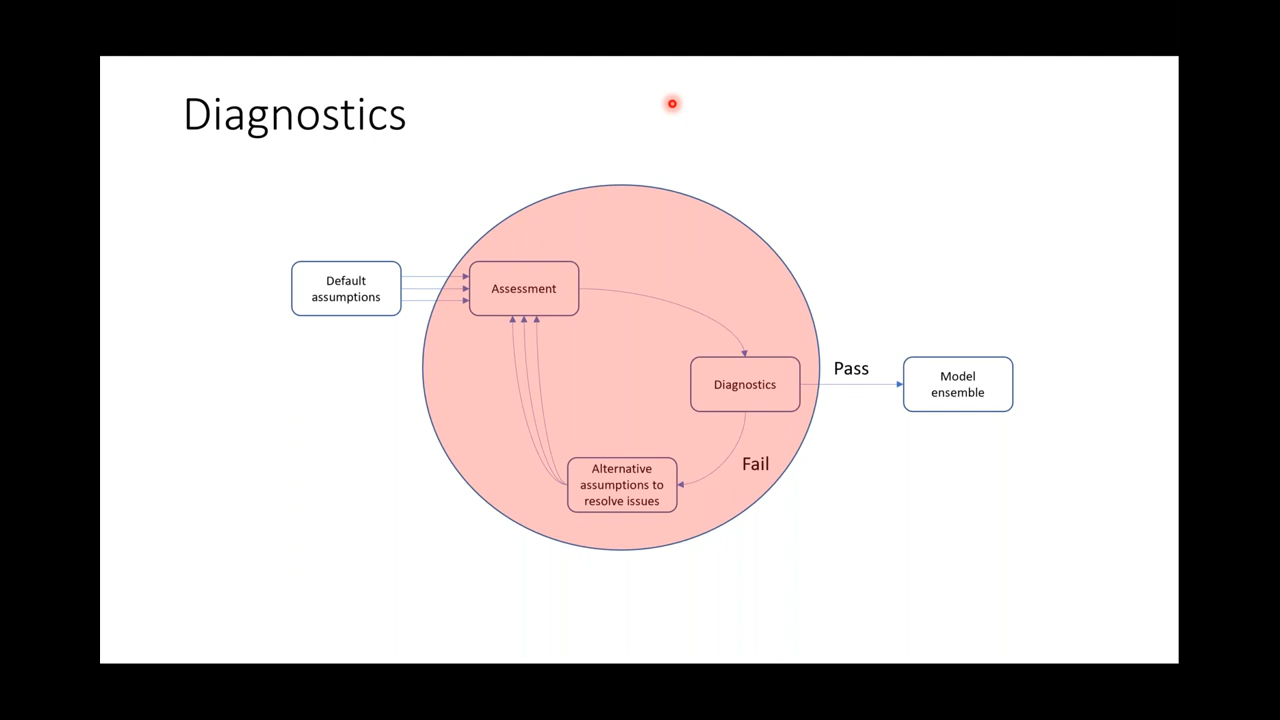 Diagnostics
Default
assumptions
Assessment
Diagnostics
Pass
Model
ensemble
Fail
Alternative
assumptions to
resolve issues